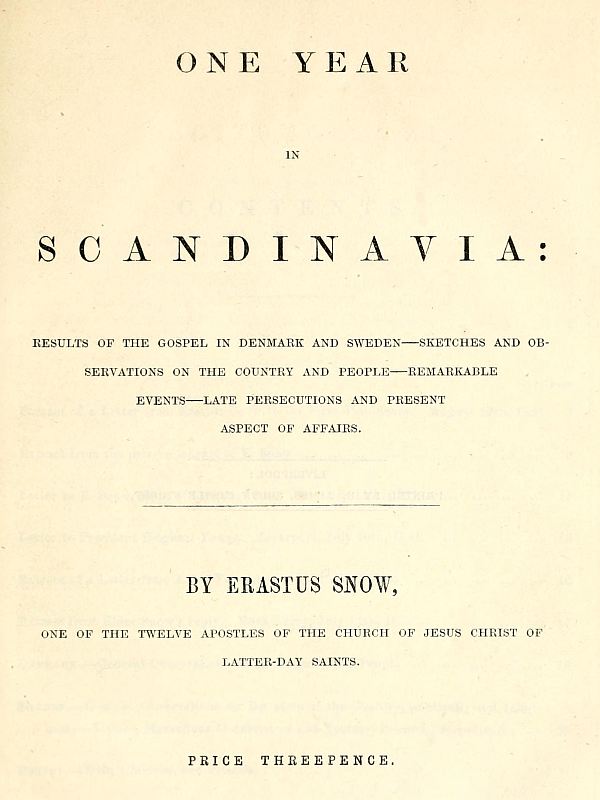 ONE YEAR
IN
SCANDINAVIA:
RESULTS OF THE GOSPEL IN DENMARK AND SWEDEN—SKETCHES AND OB-
SERVATIONS ON THE COUNTRY AND PEOPLE—REMARKABLE
EVENTS—LATE PERSECUTIONS AND PRESENT
ASPECT OF AFFAIRS.
BY ERASTUS SNOW,
ONE OF THE TWELVE APOSTLES OF THE CHURCH OF JESUS CHRIST OF
LATTER-DAY SAINTS.
PRICE THREEPENCE.